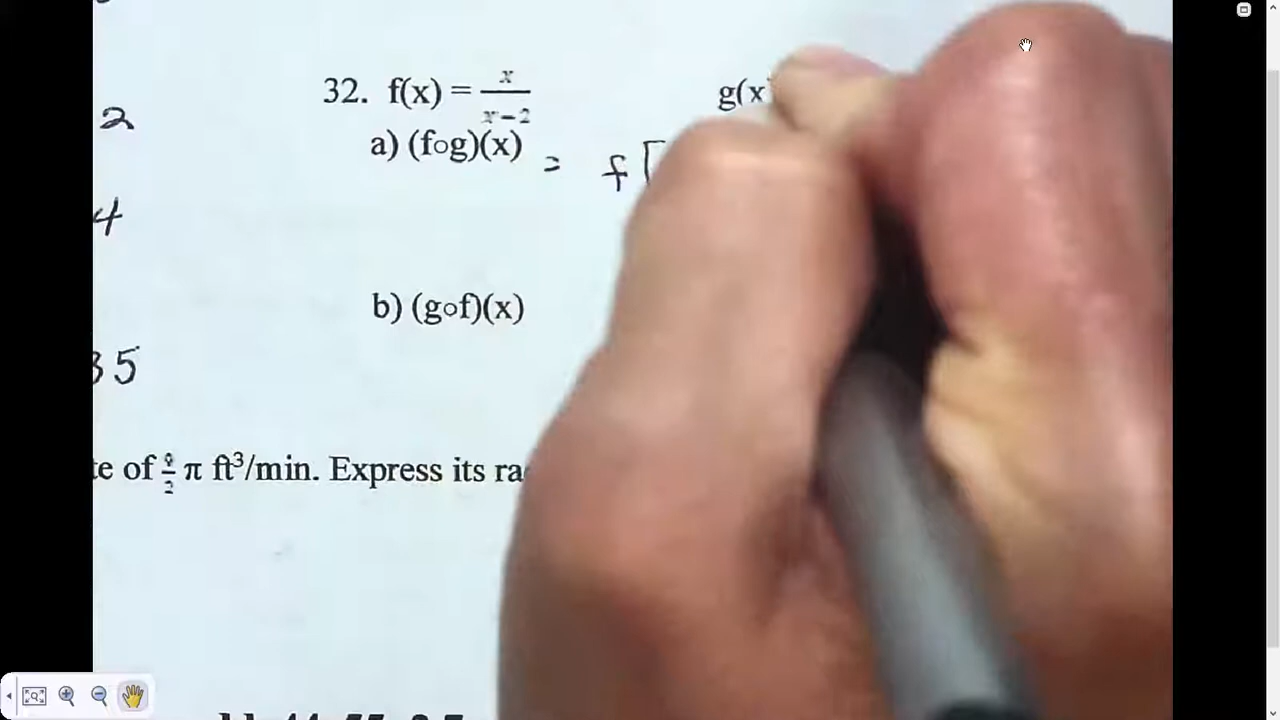 2
32. f(x) = x/(x-2) g(x
a) (f∘g)(x) = f [
4
b) (g∘f)(x)
35
te of 9/2 π ft³/min. Express its ra